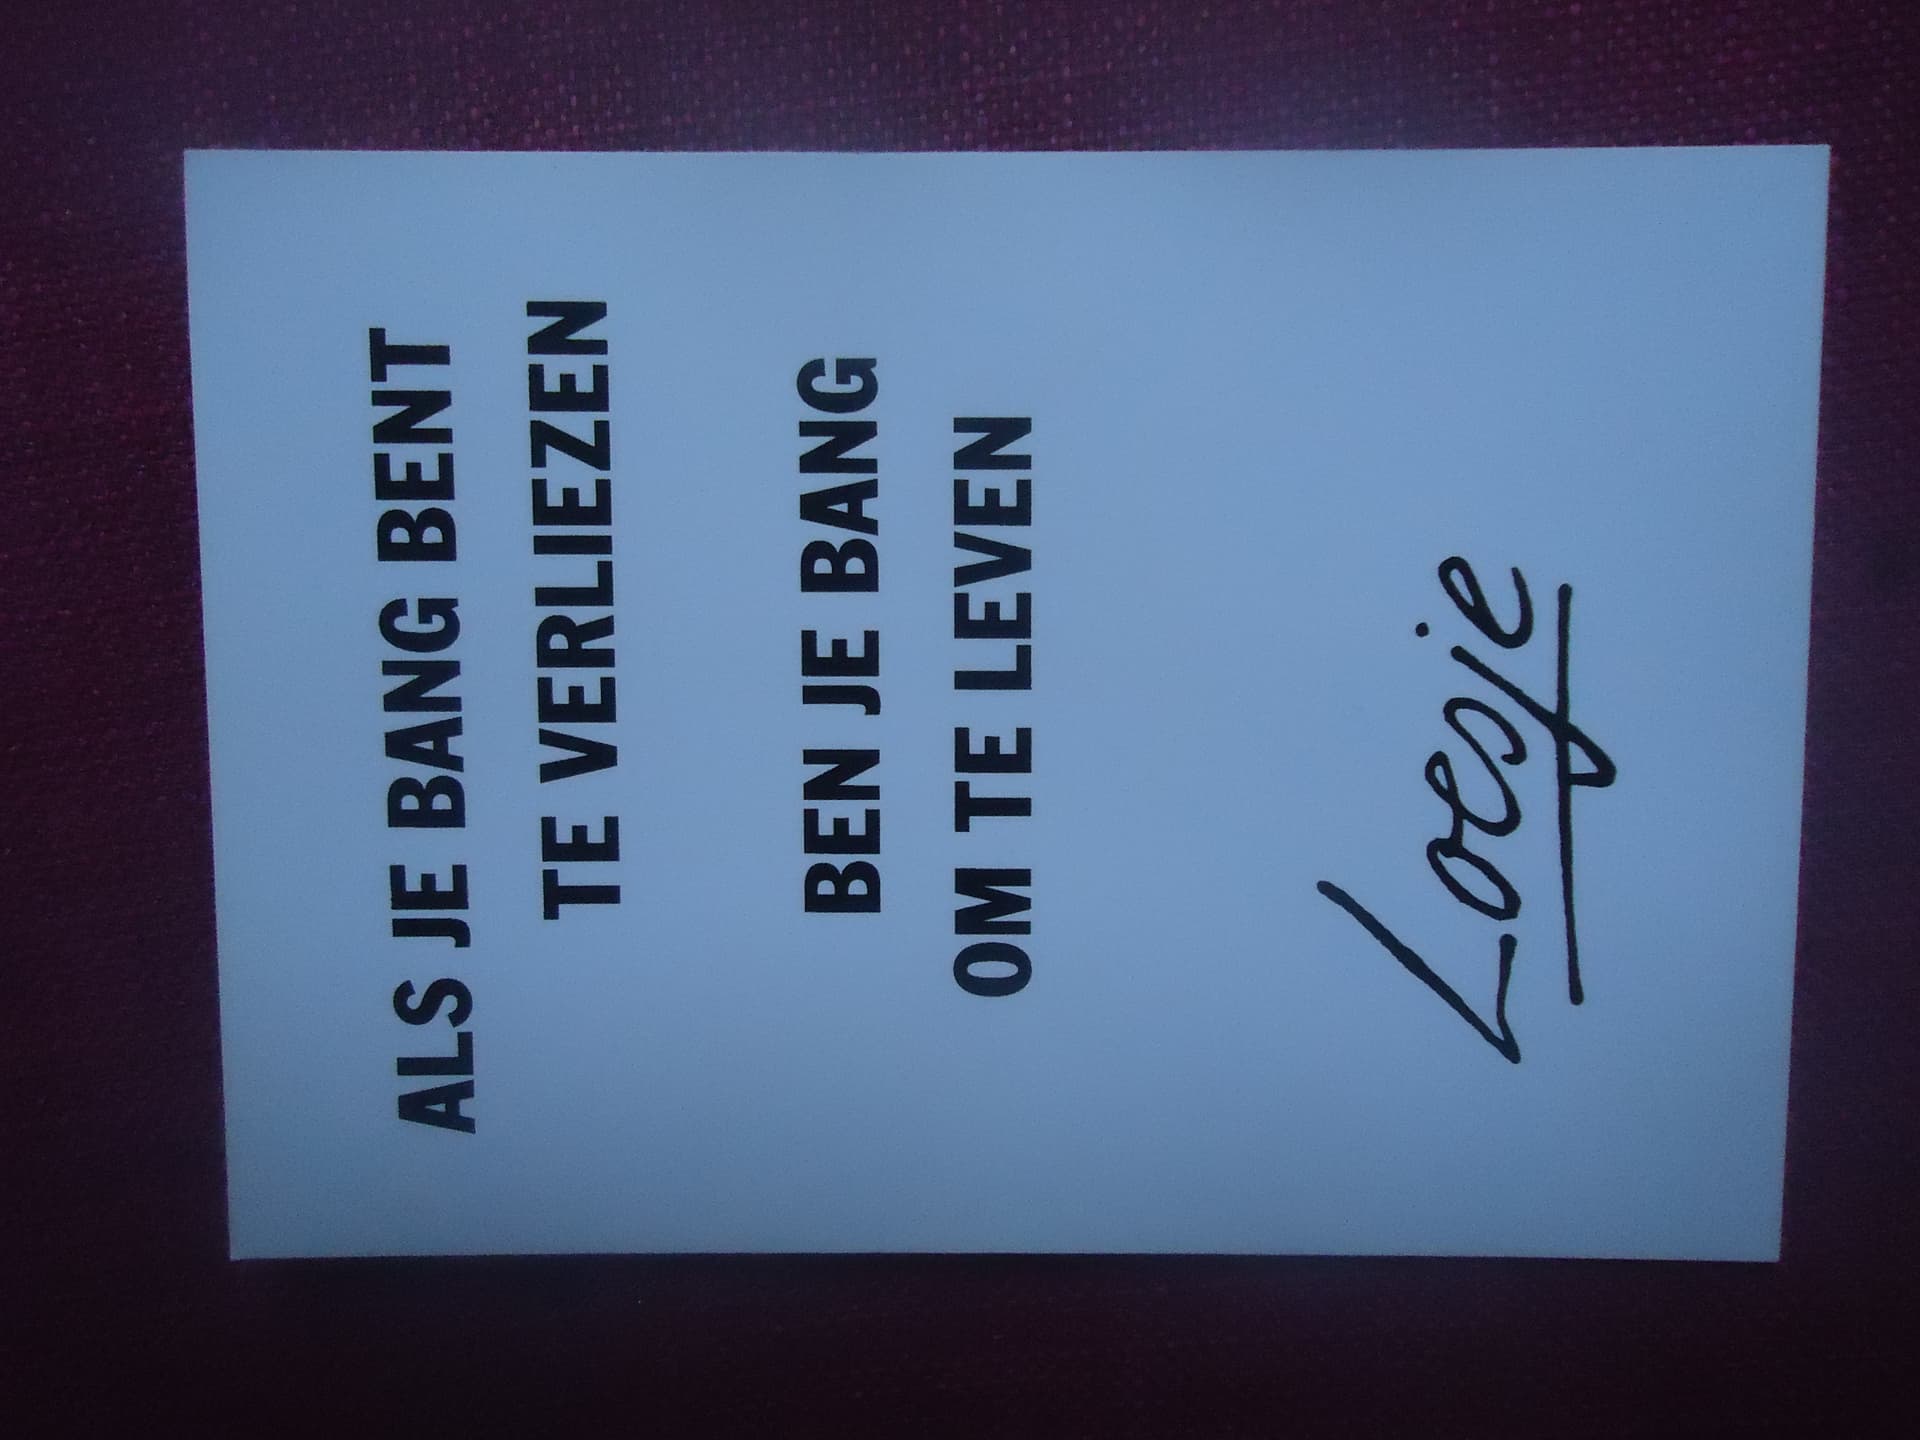 ALS JE BANG BENT
TE VERLIEZEN
BEN JE BANG
OM TE LEVEN
Loesje